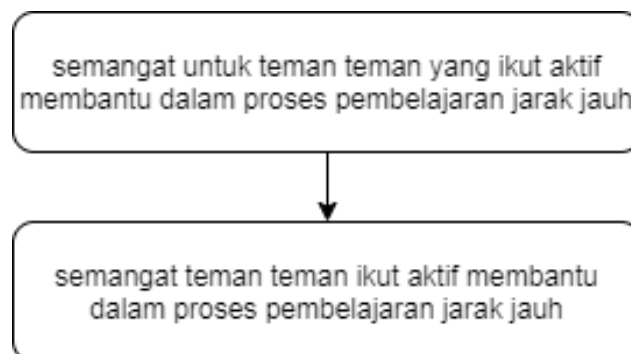 semangat untuk teman teman yang ikut aktif
membantu dalam proses pembelajaran jarak jauh
semangat teman teman ikut aktif membantu
dalam proses pembelajaran jarak jauh